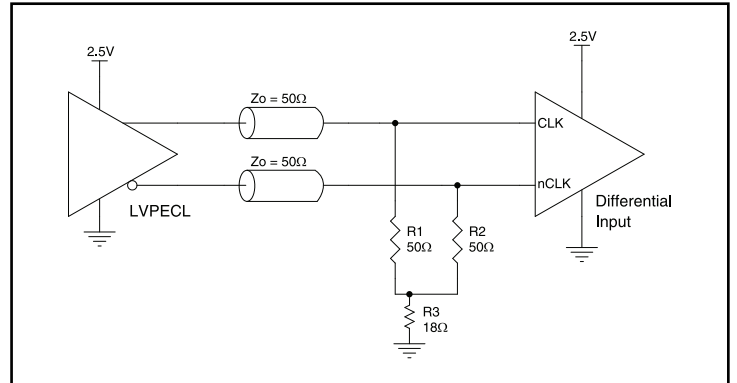 2.5V
2.5V
Zo = 50Ω
CLK
Zo = 50Ω
nCLK
LVPECL
Differential
Input
R1
50Ω
R2
50Ω
R3
18Ω